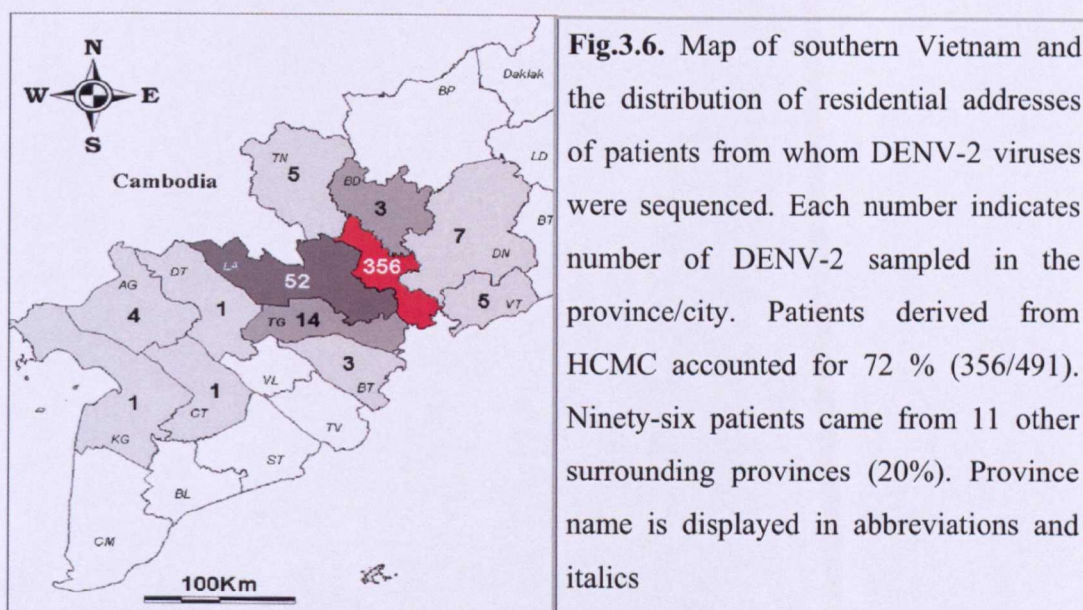 N
W E
S
Cambodia
Daklak
BP
LD
TN
5
BD
3
BT
7
DN
356
LA
52
DT
AG
4
1
5
VT
TG
14
3
BT
VL
1
CT
1
KG
TV
ST
BL
CM
100Km
Fig.3.6. Map of southern Vietnam and
the distribution of residential addresses
of patients from whom DENV-2 viruses
were sequenced. Each number indicates
number of DENV-2 sampled in the
province/city. Patients derived from
HCMC accounted for 72 % (356/491).
Ninety-six patients came from 11 other
surrounding provinces (20%). Province
name is displayed in abbreviations and
italics